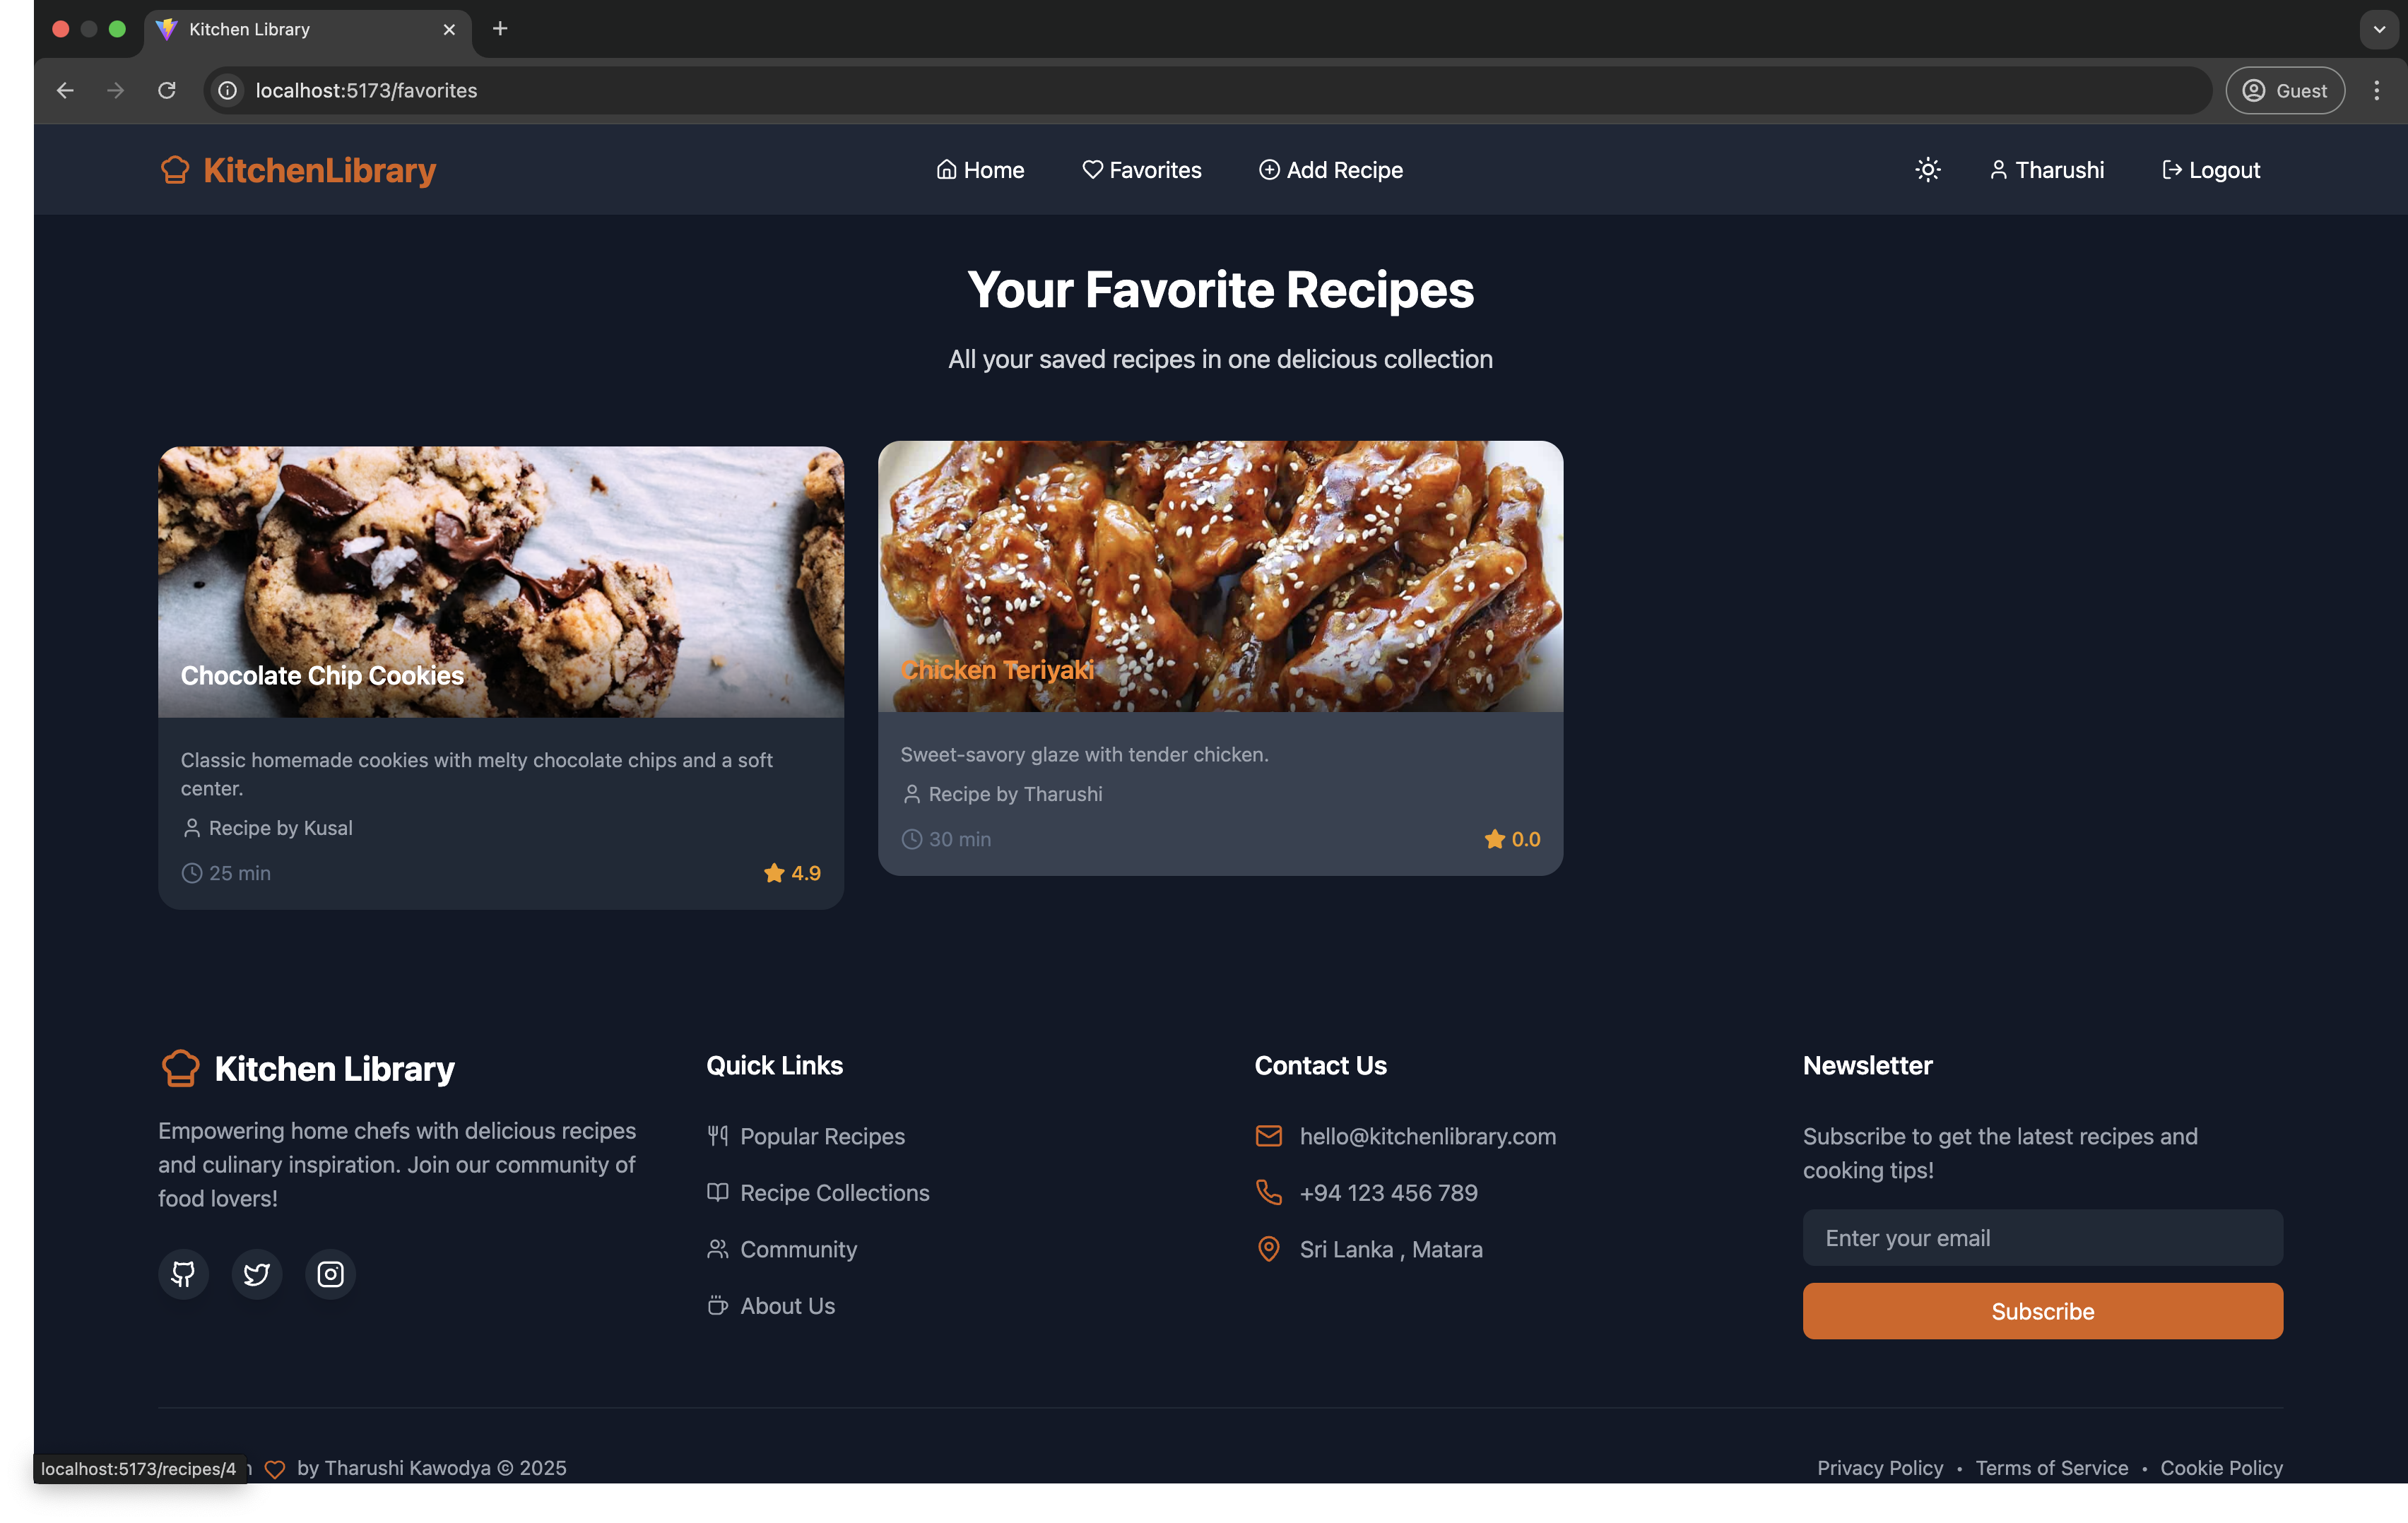 Kitchen Library
localhost:5173/favorites
Guest
KitchenLibrary
Home
Favorites
Add Recipe
Tharushi
Logout
Your Favorite Recipes
All your saved recipes in one delicious collection
Chocolate Chip Cookies
Classic homemade cookies with melty chocolate chips and a soft
center.
Recipe by Kusal
25 min
4.9
Chicken Teriyaki
Sweet-savory glaze with tender chicken.
Recipe by Tharushi
30 min
0.0
Kitchen Library
Empowering home chefs with delicious recipes
and culinary inspiration. Join our community of
food lovers!
Quick Links
Popular Recipes
Recipe Collections
Community
About Us
Contact Us
hello@kitchenlibrary.com
+94 123 456 789
Sri Lanka , Matara
Newsletter
Subscribe to get the latest recipes and
cooking tips!
Enter your email
Subscribe
localhost:5173/recipes/4
by Tharushi Kawodya © 2025
Privacy Policy • Terms of Service • Cookie Policy